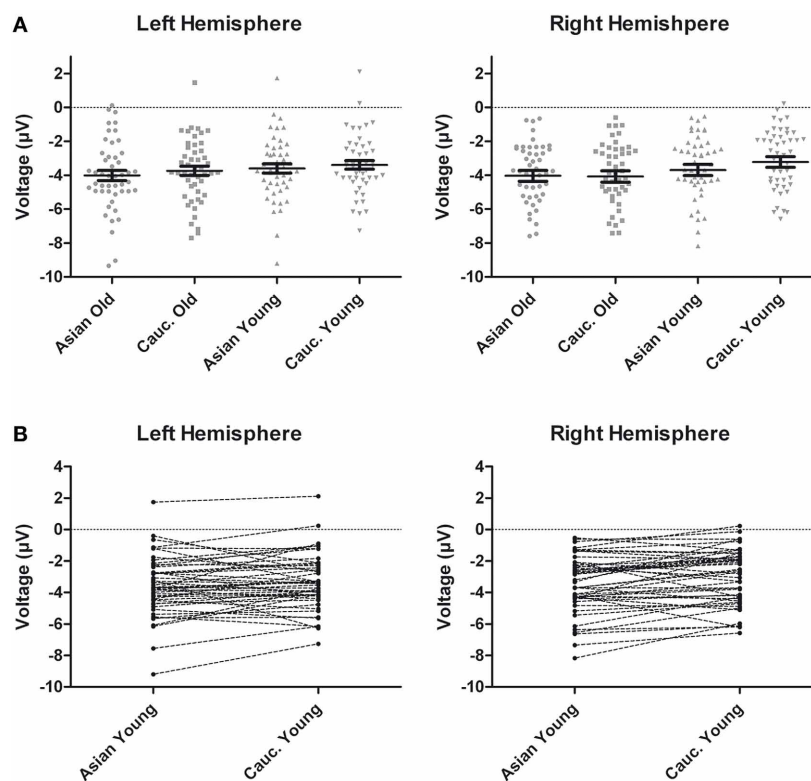 A
Left Hemisphere
Voltage (µV)
2
0
-2
-4
-6
-8
-10
Asian Old
Cauc. Old
Asian Young
Cauc. Young
Right Hemishpere
Voltage (µV)
2
0
-2
-4
-6
-8
-10
Asian Old
Cauc. Old
Asian Young
Cauc. Young
B
Left Hemisphere
Voltage (µV)
4
2
0
-2
-4
-6
-8
-10
Asian Young
Cauc. Young
Right Hemisphere
Voltage (µV)
4
2
0
-2
-4
-6
-8
-10
Asian Young
Cauc. Young